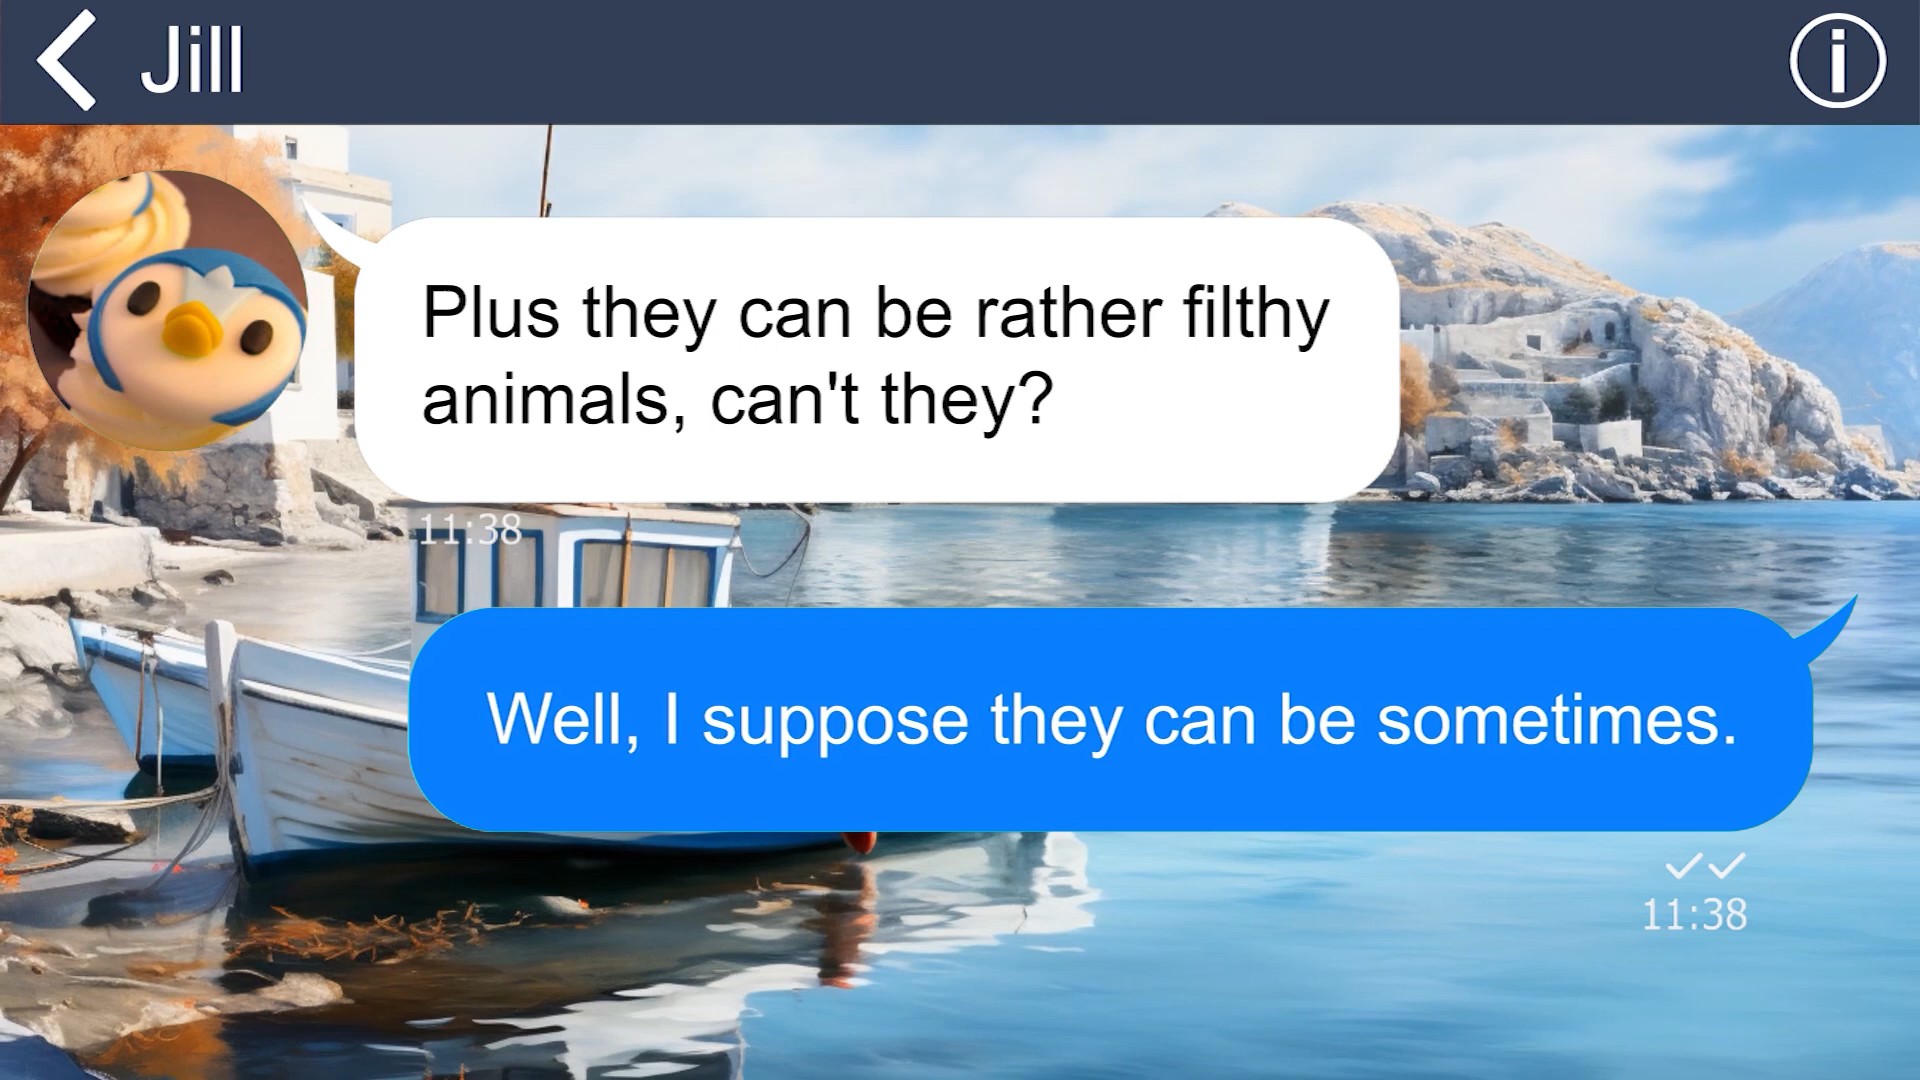 Jill
Plus they can be rather filthy
animals, can't they?
11:38
Well, I suppose they can be sometimes.
11:38